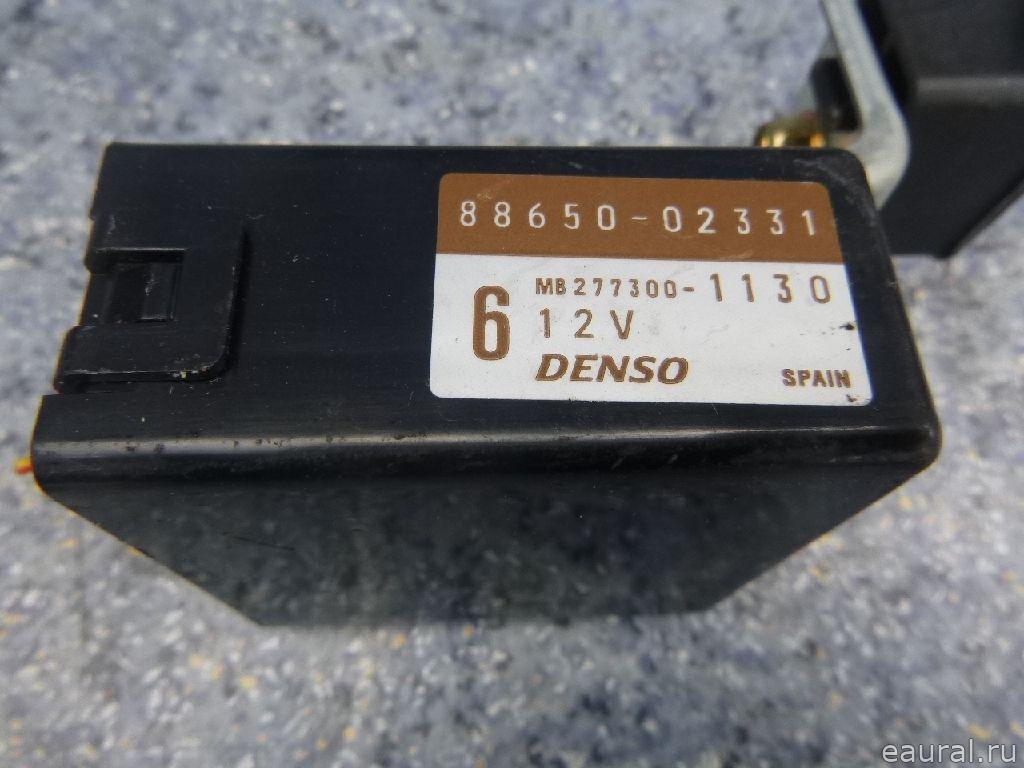 88650-02331
MB277300-1130
6 12V
DENSO
SPAIN
eaural.ru